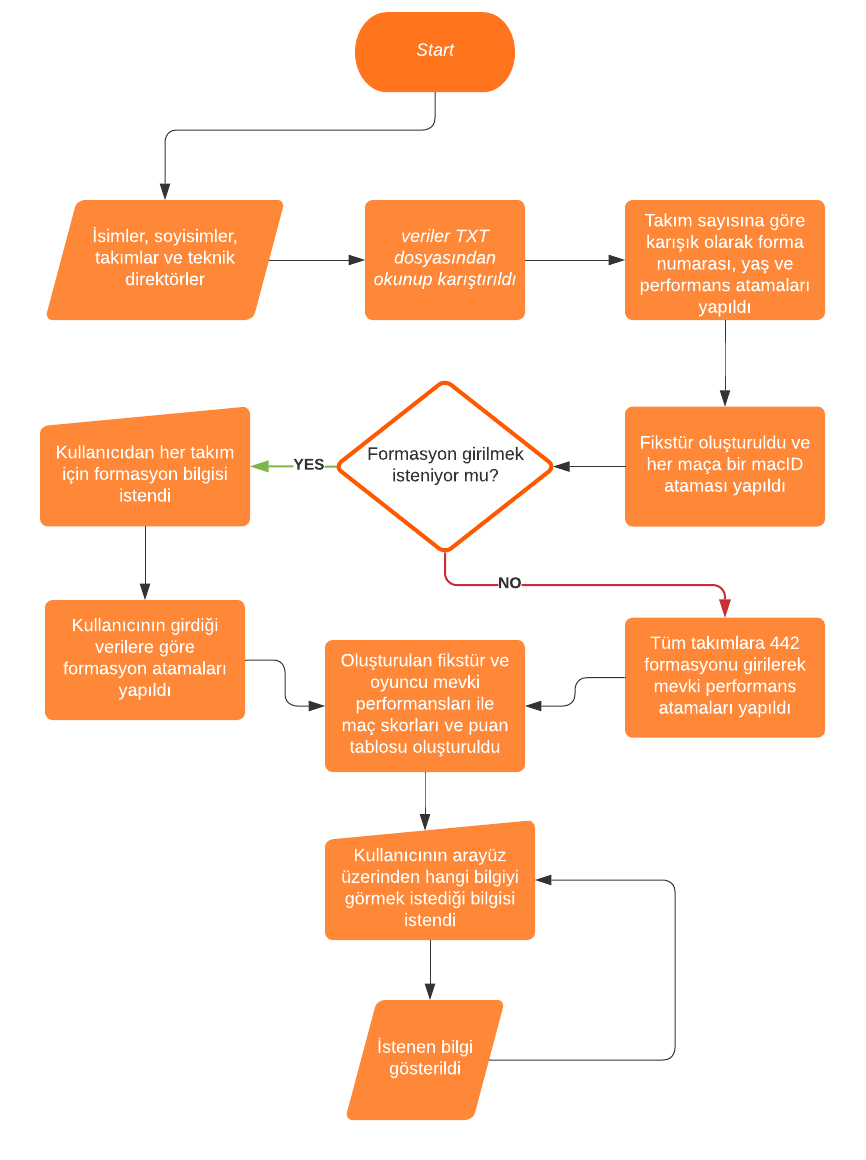 Start
İsimler, soyisimler,
takımlar ve teknik
direktörler
veriler TXT
dosyasından
okunup karıştırıldı
Takım sayısına göre
karışık olarak forma
numarası, yaş ve
performans atamaları
yapıldı
Fikstür oluşturuldu ve
her maça bir macID
ataması yapıldı
Formasyon girilmek
isteniyor mu?
YES
Kullanıcıdan her takım
için formasyon bilgisi
istendi
NO
Kullanıcının girdiği
verilere göre
formasyon atamaları
yapıldı
Tüm takımlara 442
formasyonu girilerek
mevki performans
atamaları yapıldı
Oluşturulan fikstür ve
oyuncu mevki
performansları ile
maç skorları ve puan
tablosu oluşturuldu
Kullanıcının arayüz
üzerinden hangi bilgiyi
görmek istediği bilgisi
istendi
İstenen bilgi
gösterildi